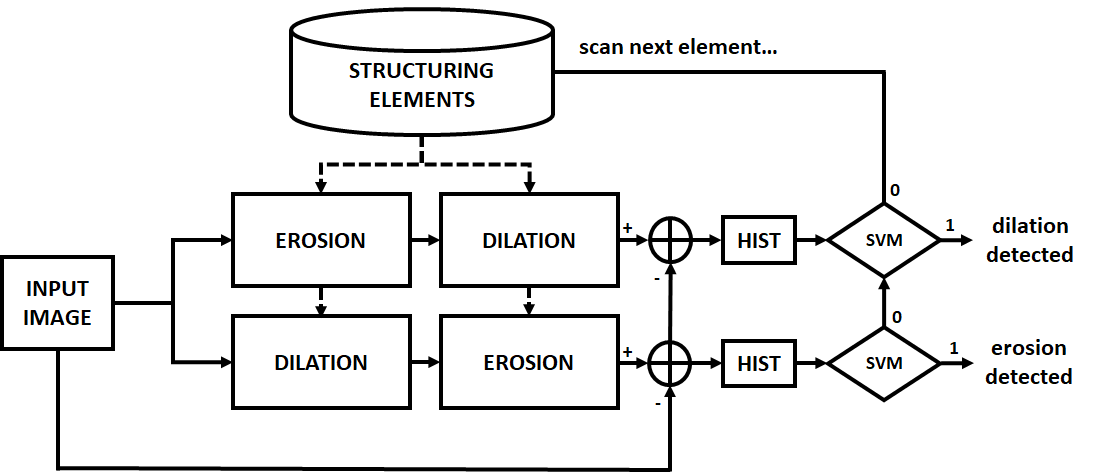 scan next element...
STRUCTURING
ELEMENTS
0
EROSION
DILATION
+
HIST
SVM
1
dilation
detected
-
INPUT
IMAGE
0
DILATION
EROSION
+
HIST
SVM
1
erosion
detected
-